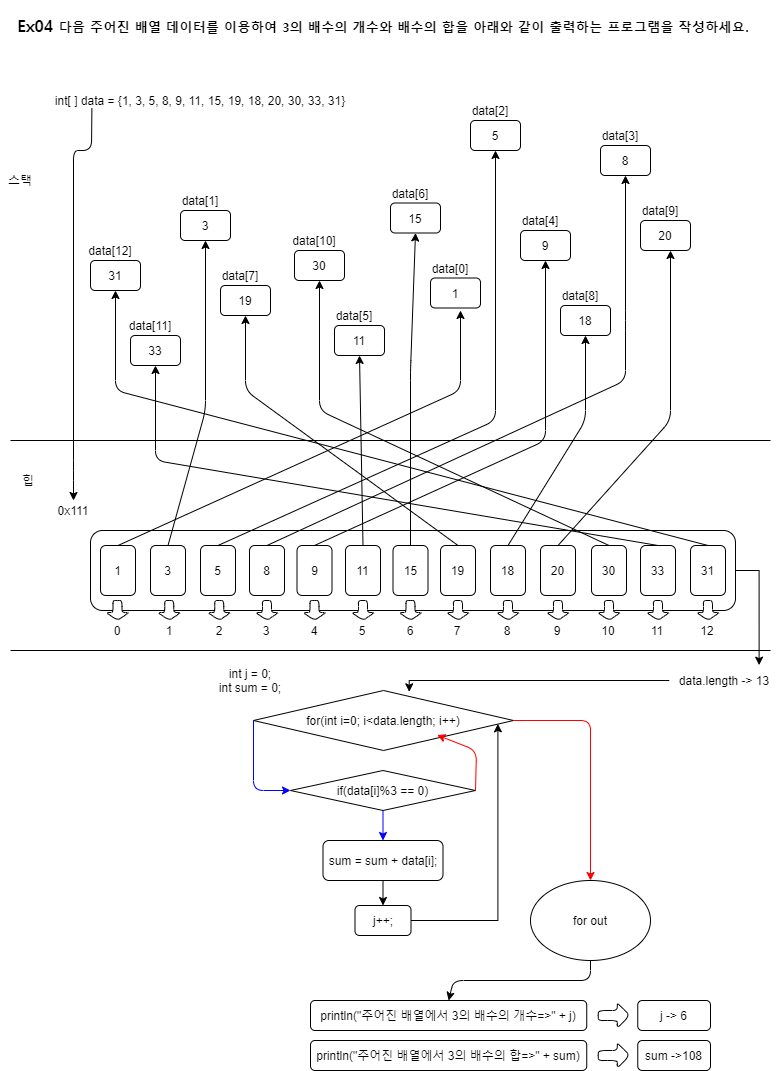 Ex04 다음 주어진 배열 데이터를 이용하여 3의 배수의 개수와 배수의 합을 아래와 같이 출력하는 프로그램을 작성하세요.
int[ ] data = {1, 3, 5, 8, 9, 11, 15, 19, 18, 20, 30, 33, 31}
data[2]
5
data[3]
8
스택
data[6]
15
data[1]
3
data[9]
20
data[4]
9
data[10]
30
data[12]
31
data[7]
19
data[0]
1
data[8]
18
data[5]
11
data[11]
33
힙
0x111
1 3 5 8 9 11 15 19 18 20 30 33 31
0 1 2 3 4 5 6 7 8 9 10 11 12
int j = 0;
int sum = 0;
data.length -> 13
for(int i=0; i<data.length; i++)
if(data[i]%3 == 0)
sum = sum + data[i];
j++;
for out
println("주어진 배열에서 3의 배수의 개수=>" + j)
j -> 6
println("주어진 배열에서 3의 배수의 합=>" + sum)
sum ->108